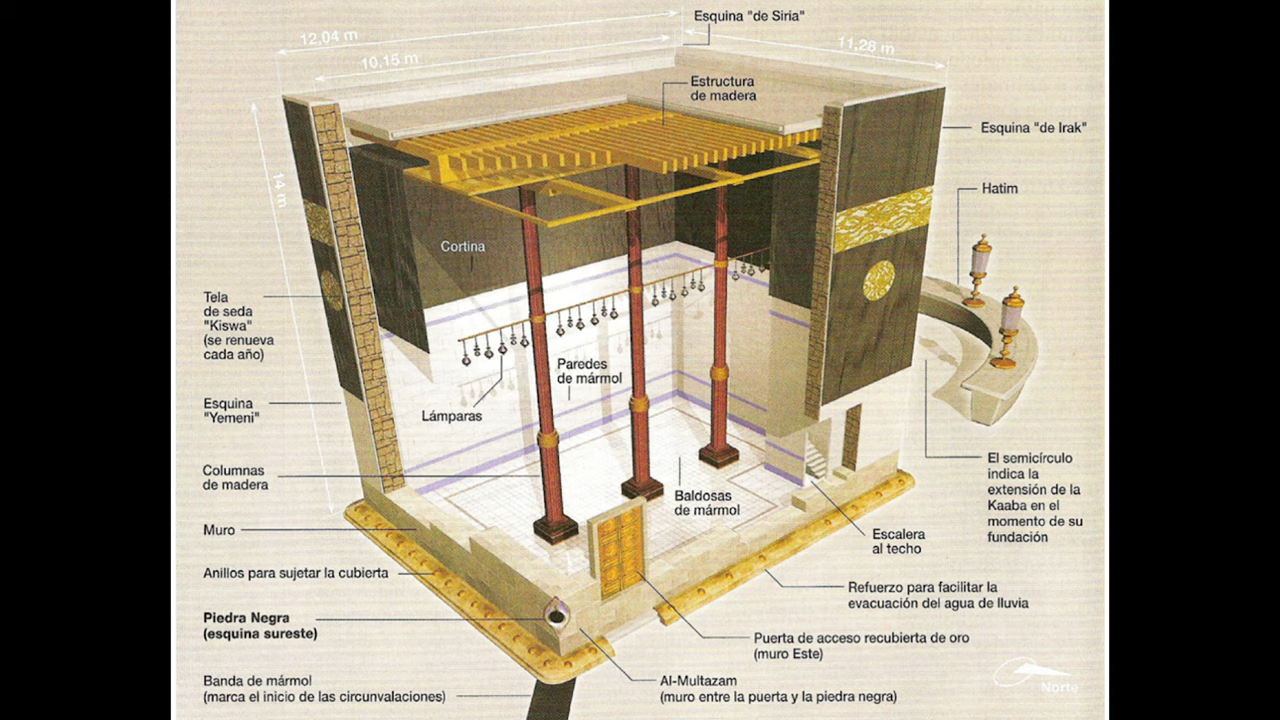 Esquina "de Siria"
12,04 m
10,15 m
11,28 m
14 m
Estructura
de madera
Esquina "de Irak"
Hatim
Cortina
Tela
de seda
"Kiswa"
(se renueva
cada año)
Paredes
de mármol
Lámparas
Esquina
"Yemeni"
Columnas
de madera
Baldosas
de mármol
El semicírculo
indica la
extensión de la
Kaaba en el
momento de su
fundación
Muro
Escalera
al techo
Anillos para sujetar la cubierta
Refuerzo para facilitar la
evacuación del agua de lluvia
Piedra Negra
(esquina sureste)
Puerta de acceso recubierta de oro
(muro Este)
Banda de mármol
(marca el inicio de las circunvalaciones)
Al-Multazam
(muro entre la puerta y la piedra negra)
Norte